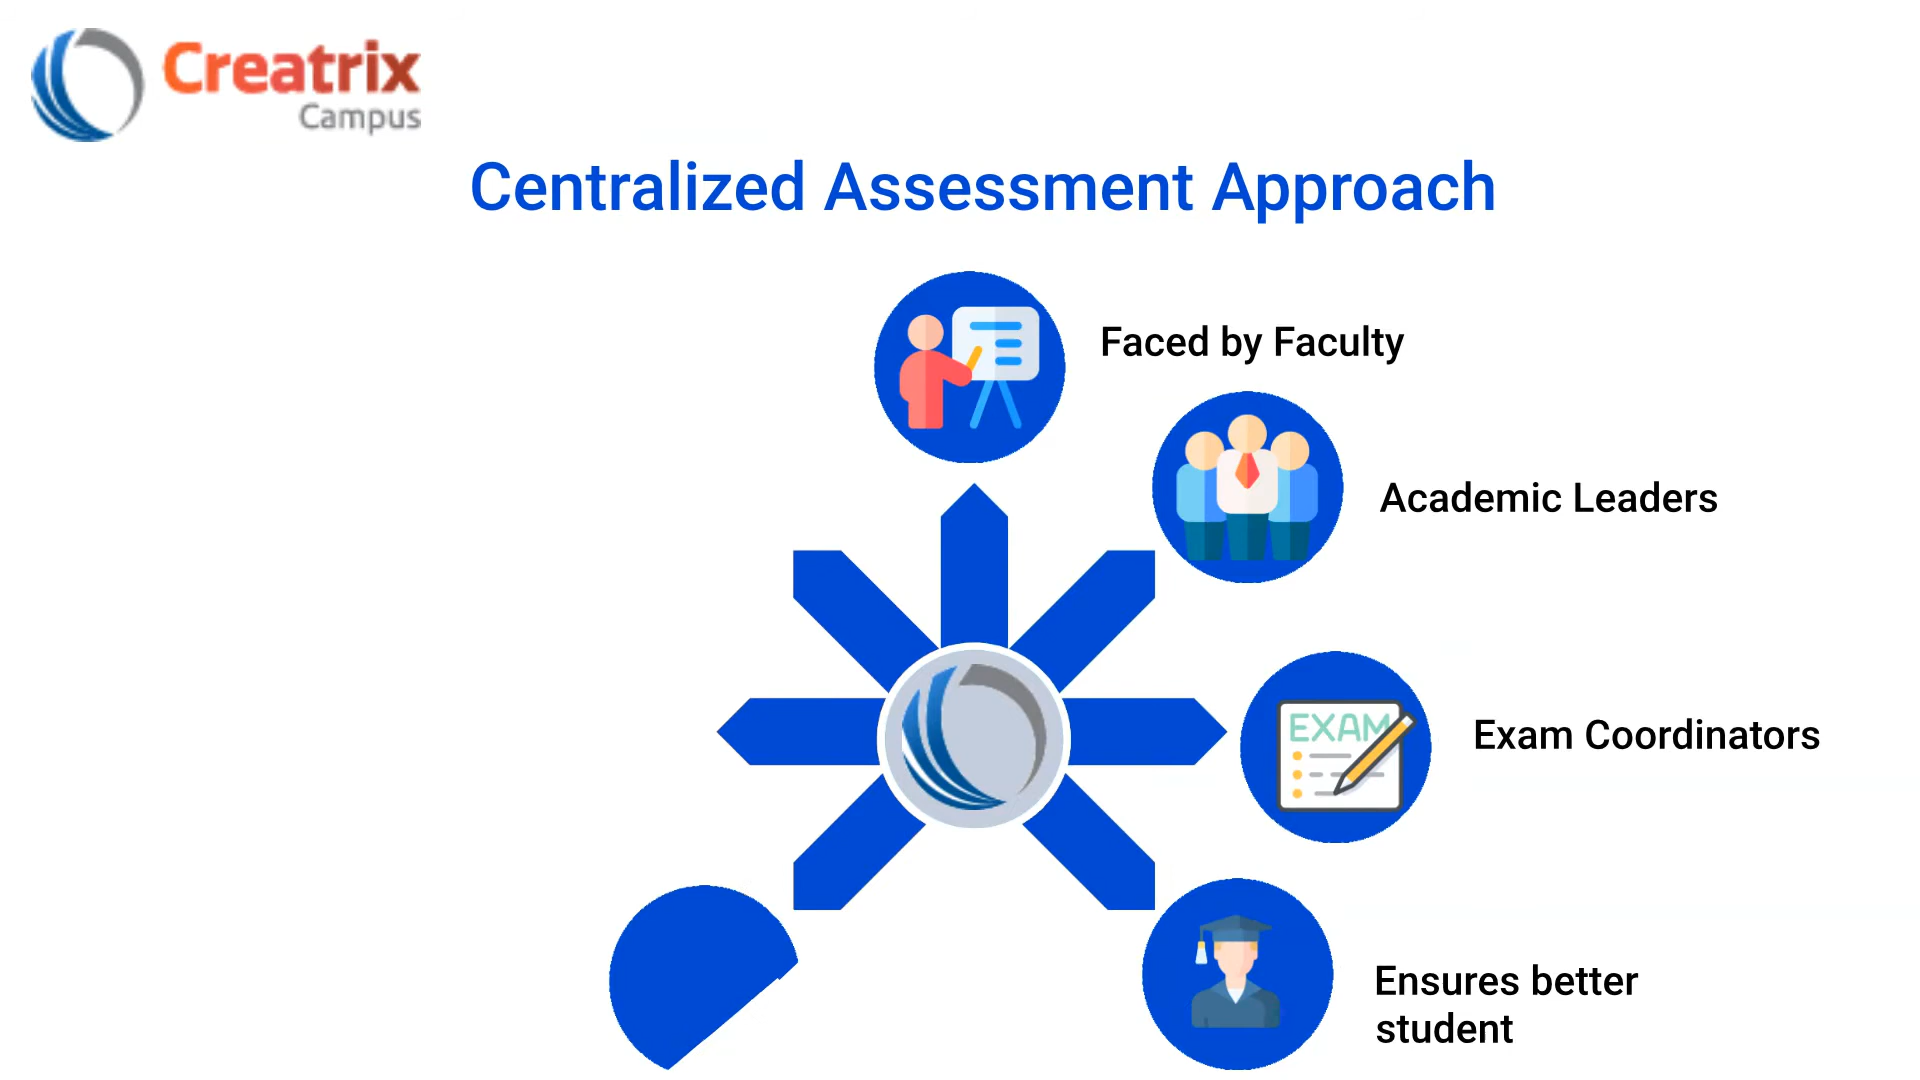 Creatrix
Campus
Centralized Assessment Approach
Faced by Faculty
Academic Leaders
EXAM
Exam Coordinators
Ensures better
student